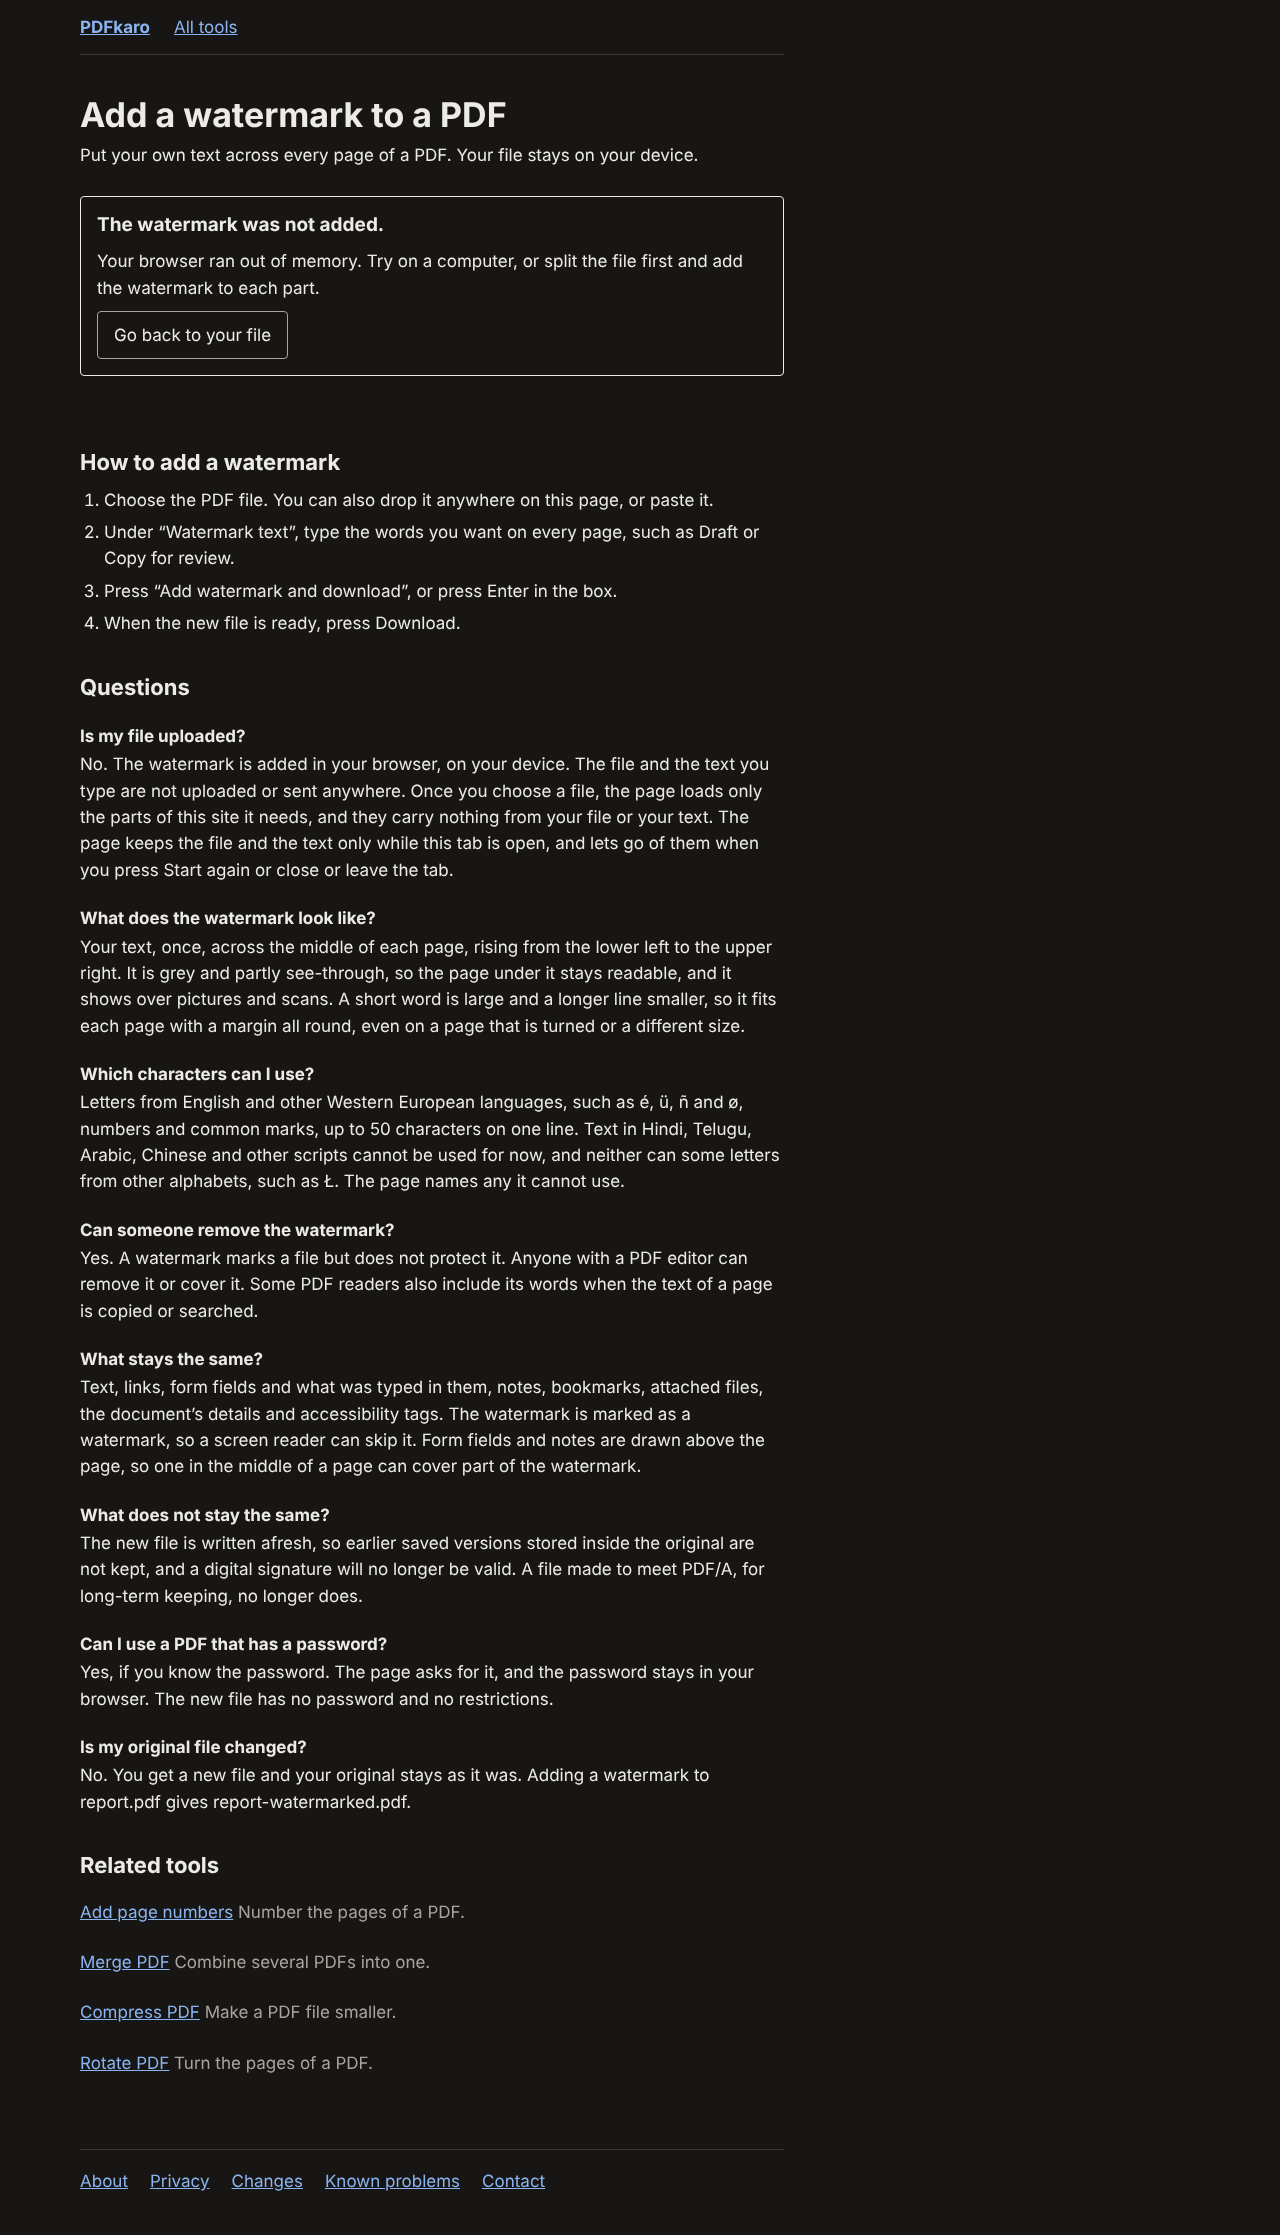 PDFkaro All tools
Add a watermark to a PDF
Put your own text across every page of a PDF. Your file stays on your device.
The watermark was not added.
Your browser ran out of memory. Try on a computer, or split the file first and add
the watermark to each part.
Go back to your file
How to add a watermark
1. Choose the PDF file. You can also drop it anywhere on this page, or paste it.
2. Under “Watermark text”, type the words you want on every page, such as Draft or
Copy for review.
3. Press “Add watermark and download”, or press Enter in the box.
4. When the new file is ready, press Download.
Questions
Is my file uploaded?
No. The watermark is added in your browser, on your device. The file and the text you
type are not uploaded or sent anywhere. Once you choose a file, the page loads only
the parts of this site it needs, and they carry nothing from your file or your text. The
page keeps the file and the text only while this tab is open, and lets go of them when
you press Start again or close or leave the tab.
What does the watermark look like?
Your text, once, across the middle of each page, rising from the lower left to the upper
right. It is grey and partly see-through, so the page under it stays readable, and it
shows over pictures and scans. A short word is large and a longer line smaller, so it fits
each page with a margin all round, even on a page that is turned or a different size.
Which characters can I use?
Letters from English and other Western European languages, such as é, ü, ñ and ø,
numbers and common marks, up to 50 characters on one line. Text in Hindi, Telugu,
Arabic, Chinese and other scripts cannot be used for now, and neither can some letters
from other alphabets, such as Ł. The page names any it cannot use.
Can someone remove the watermark?
Yes. A watermark marks a file but does not protect it. Anyone with a PDF editor can
remove it or cover it. Some PDF readers also include its words when the text of a page
is copied or searched.
What stays the same?
Text, links, form fields and what was typed in them, notes, bookmarks, attached files,
the document’s details and accessibility tags. The watermark is marked as a
watermark, so a screen reader can skip it. Form fields and notes are drawn above the
page, so one in the middle of a page can cover part of the watermark.
What does not stay the same?
The new file is written afresh, so earlier saved versions stored inside the original are
not kept, and a digital signature will no longer be valid. A file made to meet PDF/A, for
long-term keeping, no longer does.
Can I use a PDF that has a password?
Yes, if you know the password. The page asks for it, and the password stays in your
browser. The new file has no password and no restrictions.
Is my original file changed?
No. You get a new file and your original stays as it was. Adding a watermark to
report.pdf gives report-watermarked.pdf.
Related tools
Add page numbers Number the pages of a PDF.
Merge PDF Combine several PDFs into one.
Compress PDF Make a PDF file smaller.
Rotate PDF Turn the pages of a PDF.
About Privacy Changes Known problems Contact